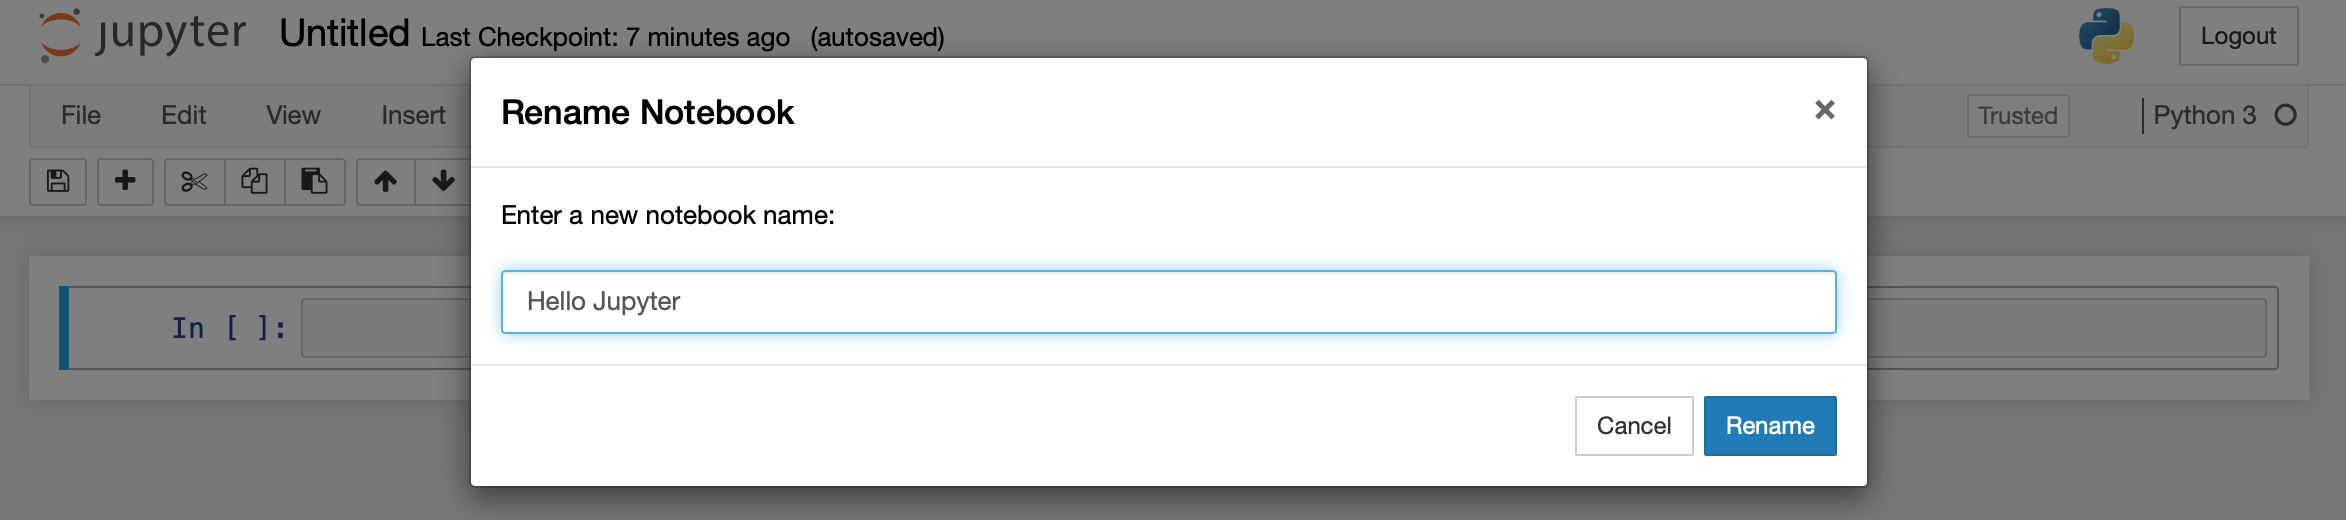 jupyter Untitled Last Checkpoint: 7 minutes ago (autosaved) Logout
File Edit View Insert Trusted Python 3
Rename Notebook
Enter a new notebook name:
Hello Jupyter
In [ ]:
Cancel Rename